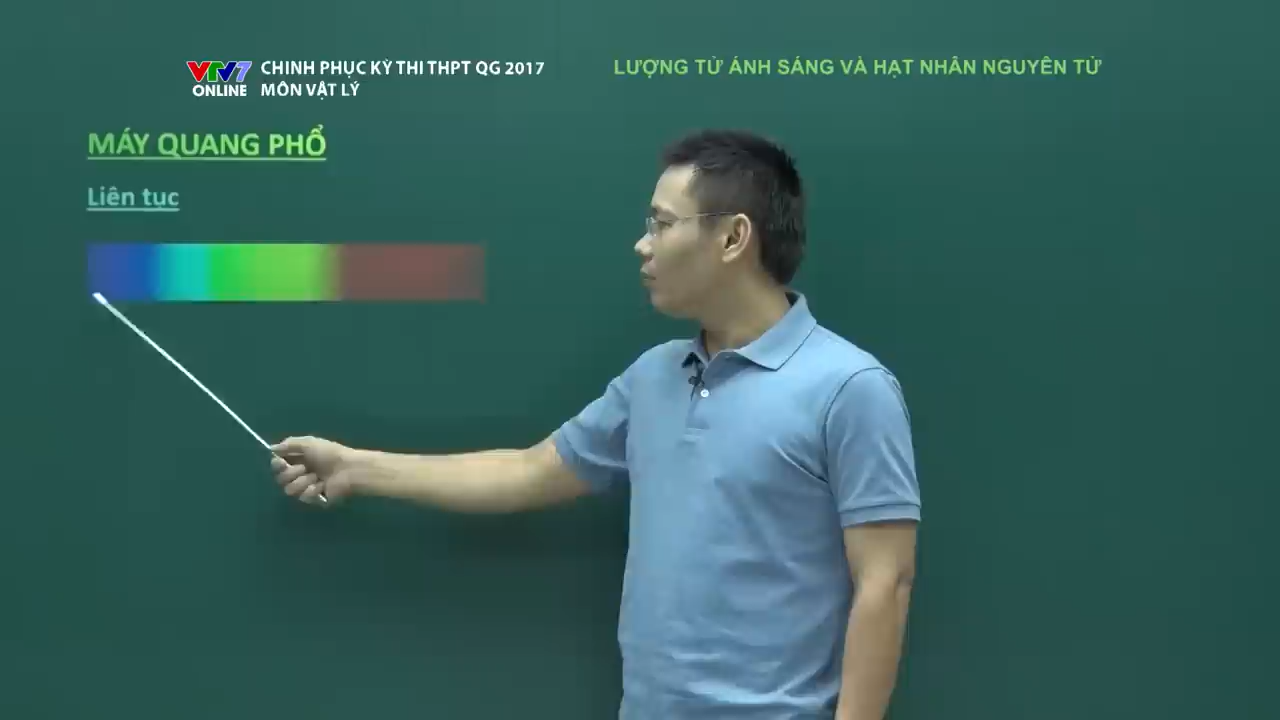 VTV7
ONLINE
CHINH PHỤC KỲ THI THPT QG 2017
MÔN VẬT LÝ
LƯỢNG TỬ ÁNH SÁNG VÀ HẠT NHÂN NGUYÊN TỬ
MÁY QUANG PHỔ
Liên tục